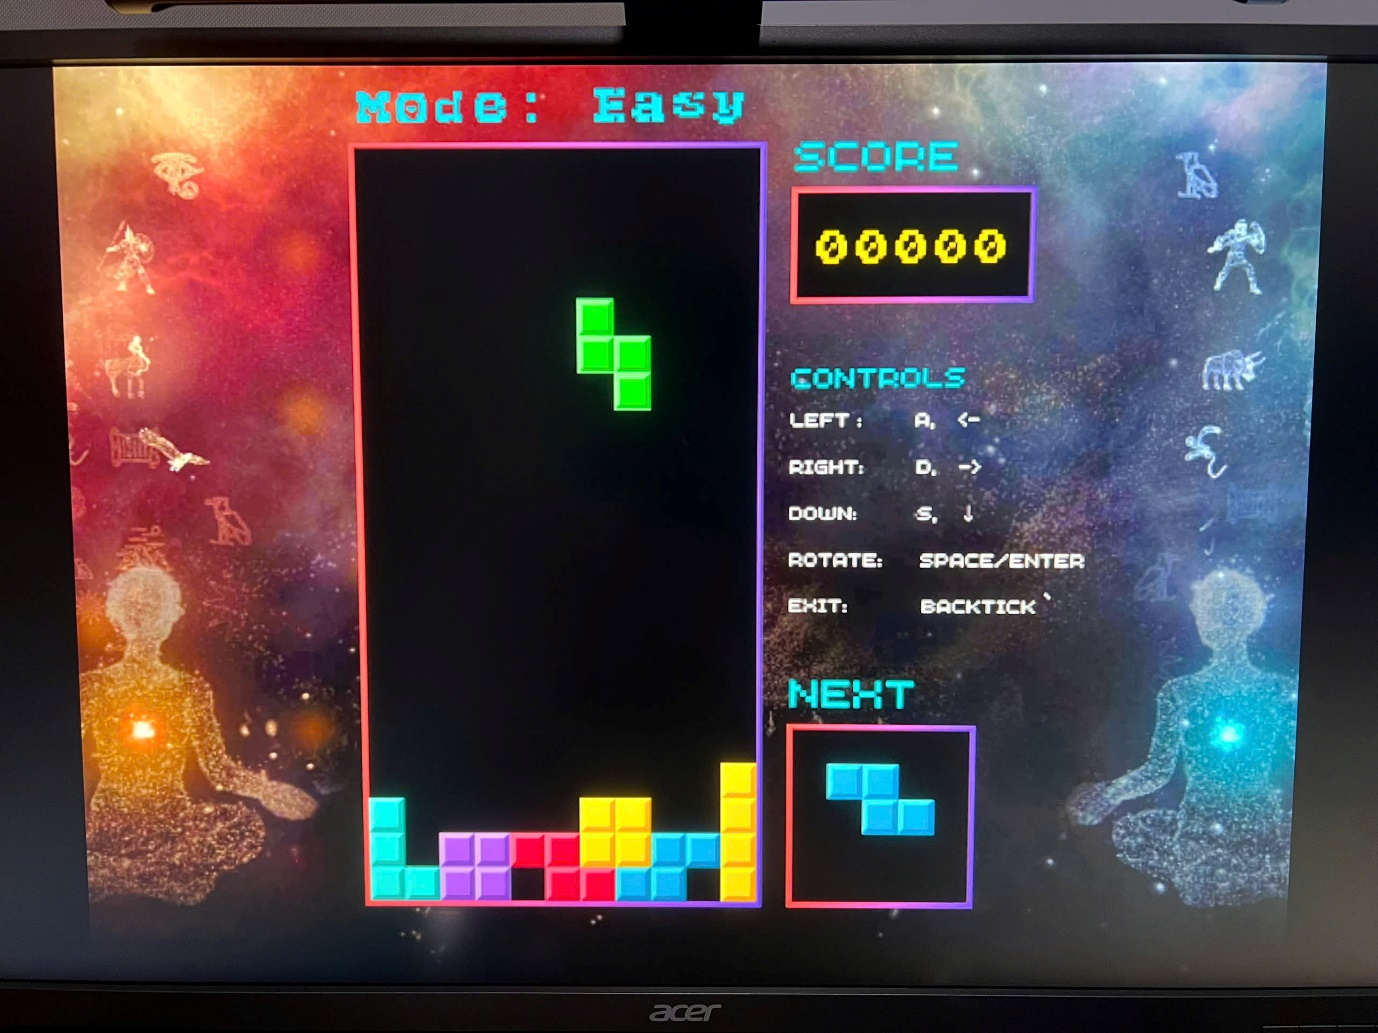 Mode: Easy
SCORE
00000
CONTROLS
LEFT: A, <-
RIGHT: D, ->
DOWN: S, ↓
ROTATE: SPACE/ENTER
EXIT: BACKTICK `
NEXT
acer